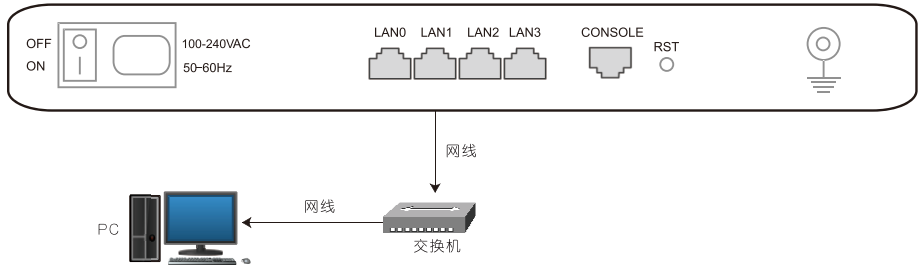 LAN0 LAN1 LAN2 LAN3 CONSOLE
OFF 100-240VAC RST
ON 50-60Hz
网线
网线
PC
交换机